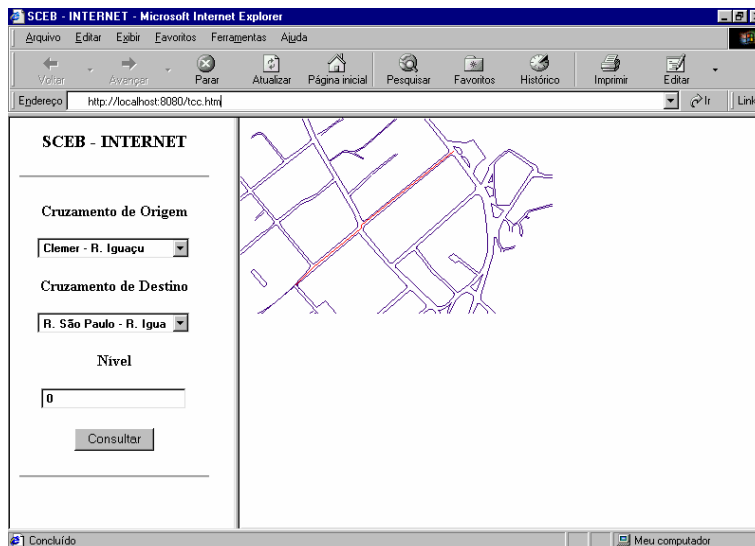 SCEB - INTERNET - Microsoft Internet Explorer
Arquivo Editar Exibir Favoritos Ferramentas Ajuda
Voltar Avançar Parar Atualizar Página inicial Pesquisar Favoritos Histórico Imprimir Editar
Endereço http://localhost:8080/tcc.htm Ir Link
SCEB - INTERNET
Cruzamento de Origem
Clemer - R. Iguaçu
Cruzamento de Destino
R. São Paulo - R. Igua
Nível
0
Consultar
Concluído Meu computador